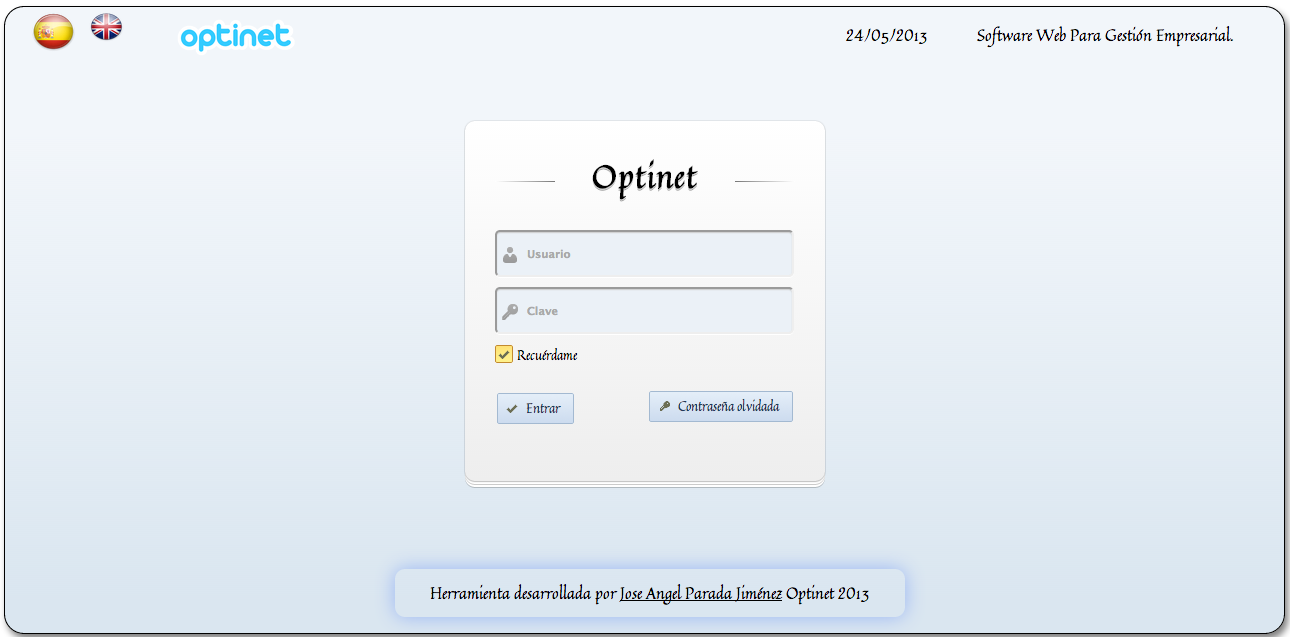 optinet
24/05/2013
Software Web Para Gestión Empresarial.
Optinet
Usuario
Clave
Recuérdame
Entrar
Contraseña olvidada
Herramienta desarrollada por Jose Angel Parada Jiménez Optinet 2013